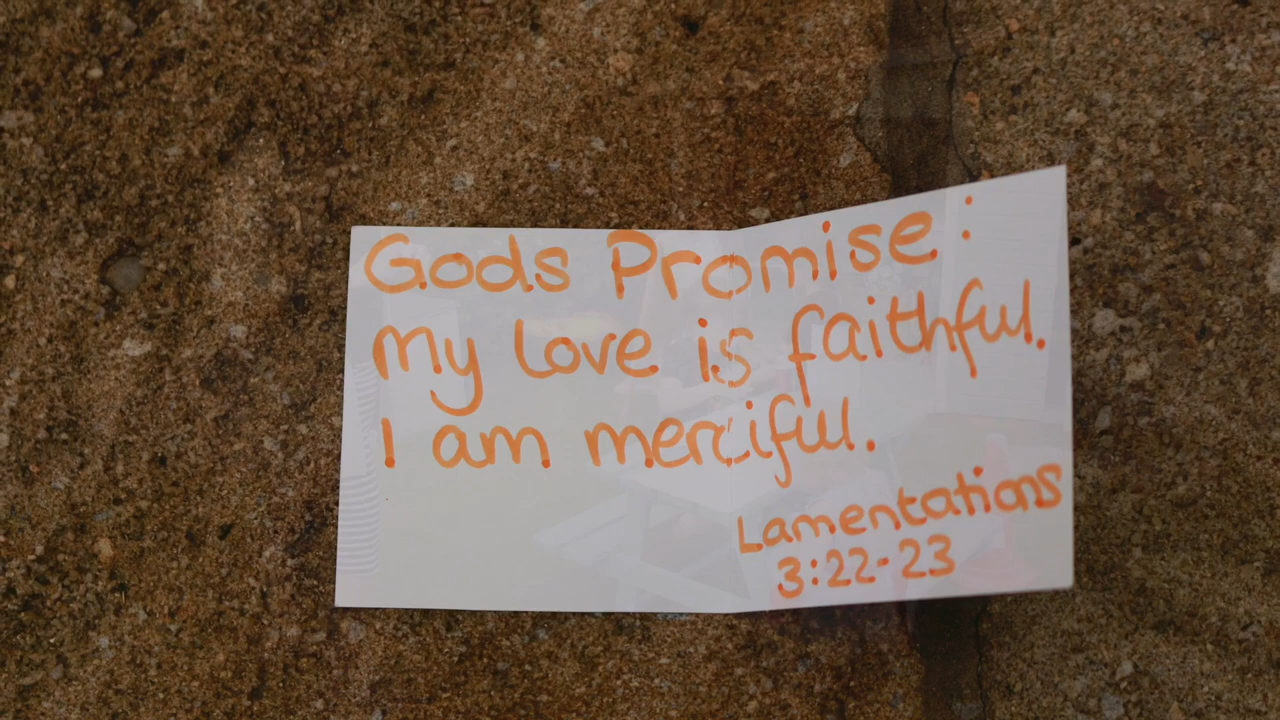 Gods Promise:
My love is faithful.
I am merciful.
Lamentations
3:22-23